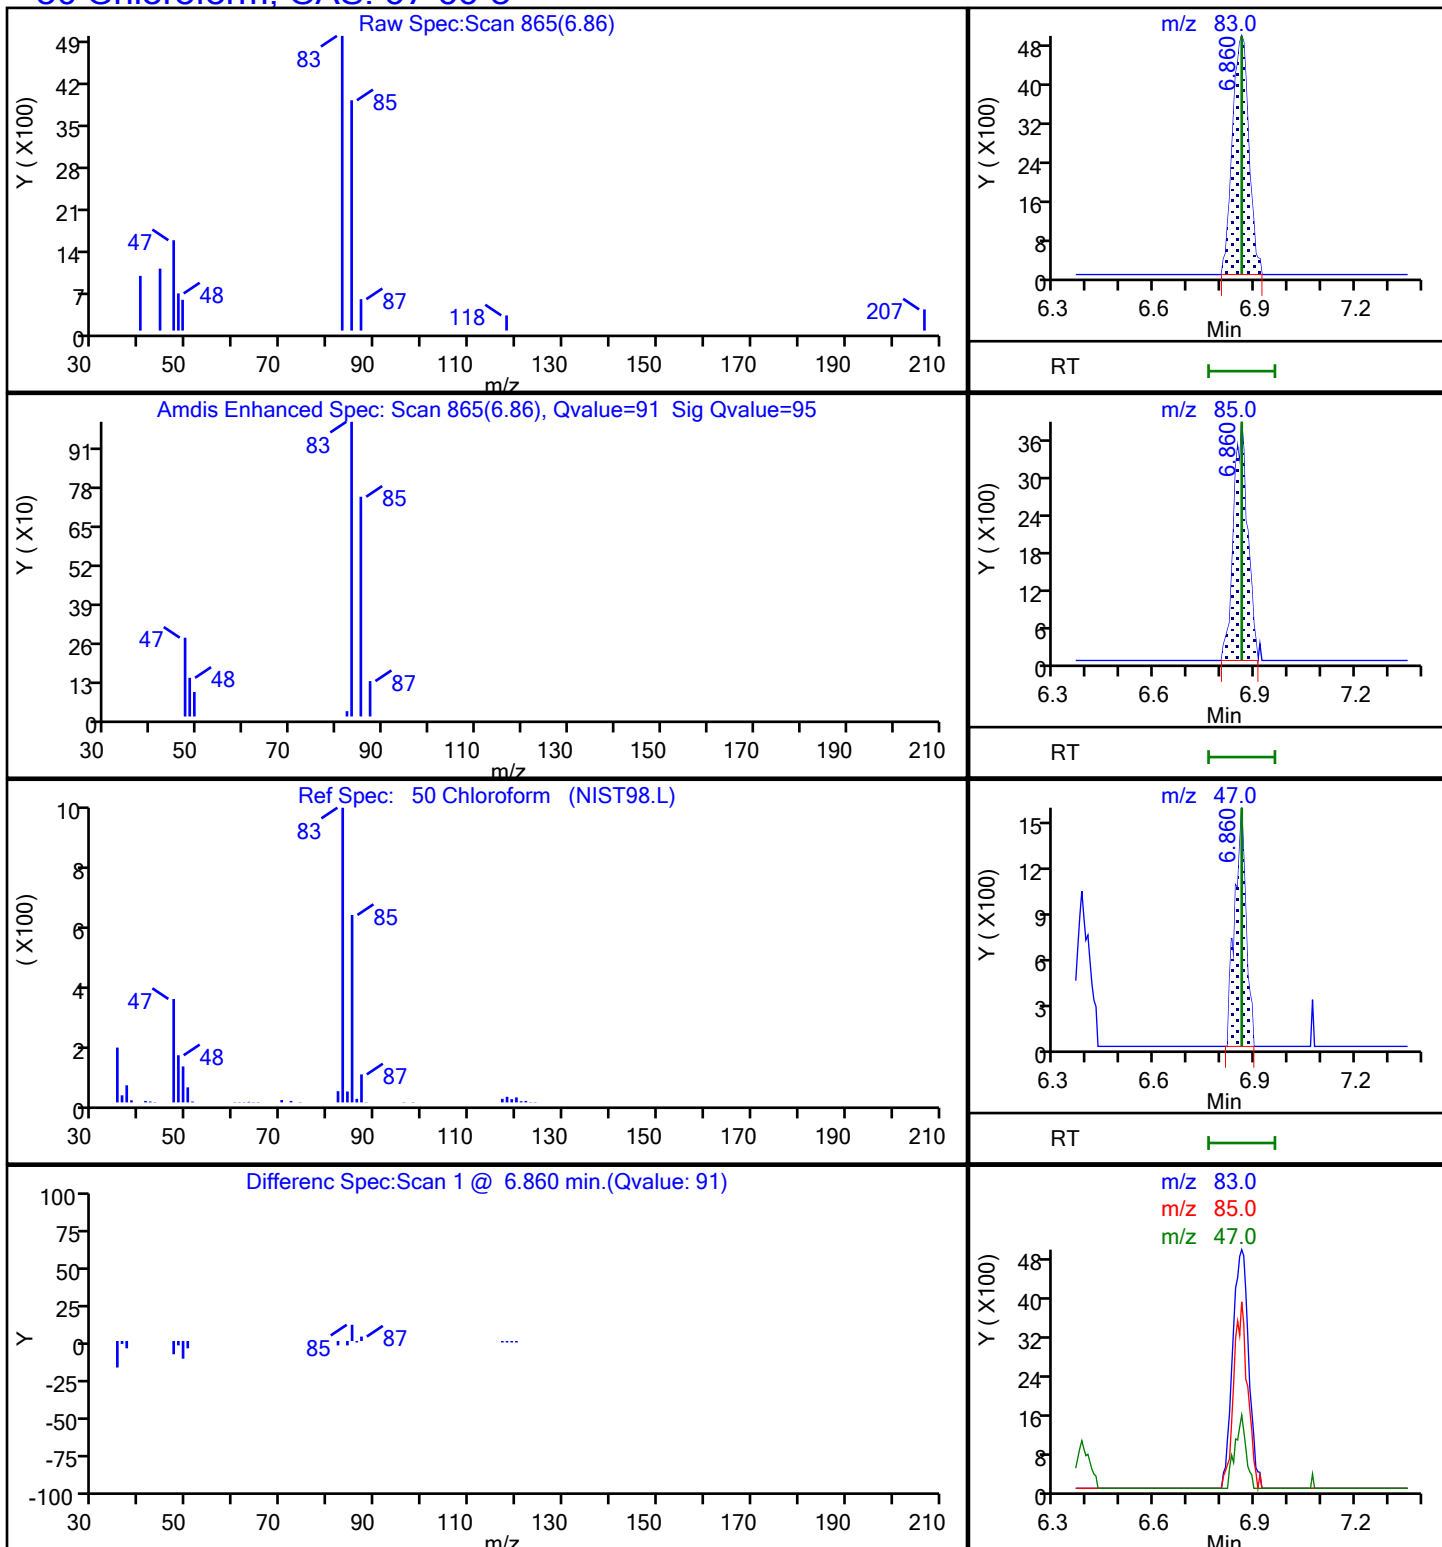 Raw Spec:Scan 865(6.86)
Y ( X100)
49
42
35
28
21
14
7
0
83
85
47
48
87
118
207
30 50 70 90 110 130 150 170 190 210
m/z
m/z 83.0
Y ( X100)
48
40
32
24
16
8
0
6.860
6.3 6.6 6.9 7.2
Min
RT
Amdis Enhanced Spec: Scan 865(6.86), Qvalue=91 Sig Qvalue=95
Y ( X10)
91
78
65
52
39
26
13
0
83
85
47
48
87
30 50 70 90 110 130 150 170 190 210
m/z
m/z 85.0
Y ( X100)
36
30
24
18
12
6
0
6.860
6.3 6.6 6.9 7.2
Min
RT
Ref Spec: 50 Chloroform (NIST98.L)
( X100)
10
8
6
4
2
0
83
85
47
48
87
30 50 70 90 110 130 150 170 190 210
m/z 47.0
Y ( X100)
15
12
9
6
3
0
6.860
6.3 6.6 6.9 7.2
Min
RT
Differenc Spec:Scan 1 @ 6.860 min.(Qvalue: 91)
Y
100
75
50
25
0
-25
-50
-75
-100
85
87
30 50 70 90 110 130 150 170 190 210
m/z
m/z 83.0
m/z 85.0
m/z 47.0
Y ( X100)
48
40
32
24
16
8
0
6.3 6.6 6.9 7.2
Min